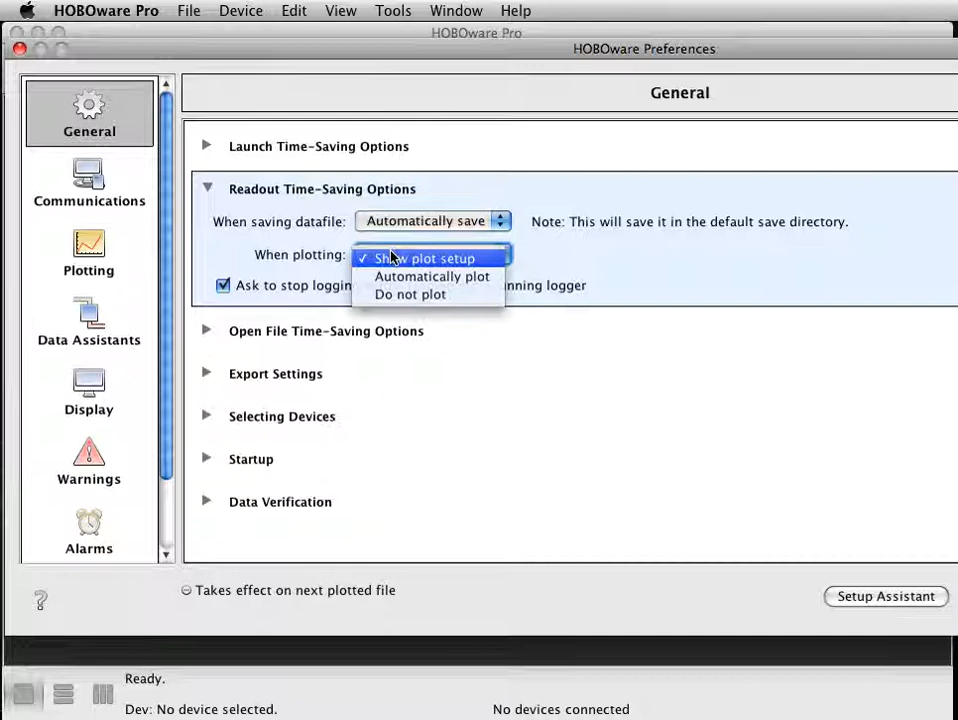 HOBOware Pro File Device Edit View Tools Window Help
HOBOware Pro
HOBOware Preferences
General
General
Communications
Plotting
Data Assistants
Display
Warnings
Alarms
Launch Time-Saving Options
Readout Time-Saving Options
When saving datafile: Automatically save Note: This will save it in the default save directory.
When plotting:
✓ Show plot setup
Automatically plot
Do not plot
Ask to stop logging
logger
Open File Time-Saving Options
Export Settings
Selecting Devices
Startup
Data Verification
? ⊖ Takes effect on next plotted file
Setup Assistant
Ready.
Dev: No device selected. No devices connected